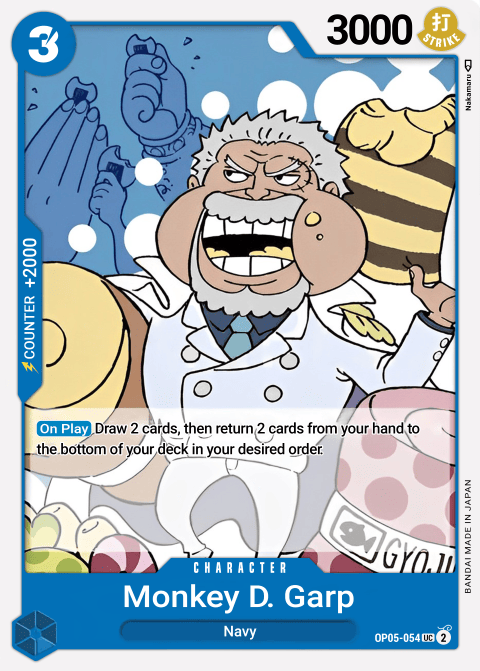 3
3000
打
STRIKE
Nakamaru
COUNTER +2000
On Play Draw 2 cards, then return 2 cards from your hand to
the bottom of your deck in your desired order.
GYOJU
BANDAI MADE IN JAPAN
CHARACTER
Monkey D. Garp
Navy
OP05-054 UC 2